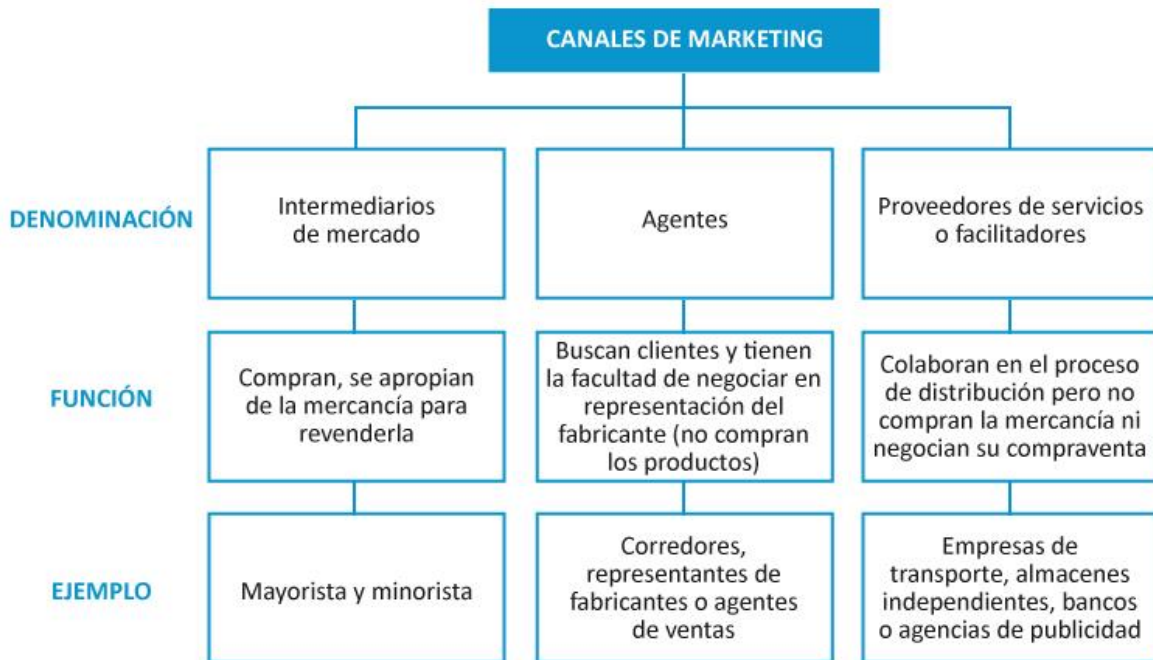 CANALES DE MARKETING
DENOMINACIÓN
Intermediarios
de mercado
Agentes
Proveedores de servicios
o facilitadores
FUNCIÓN
Compran, se apropian
de la mercancía para
revenderla
Buscan clientes y tienen
la facultad de negociar en
representación del
fabricante (no compran
los productos)
Colaboran en el proceso
de distribución pero no
compran la mercancía ni
negocian su compraventa
EJEMPLO
Mayorista y minorista
Corredores,
representantes de
fabricantes o agentes
de ventas
Empresas de
transporte, almacenes
independientes, bancos
o agencias de publicidad